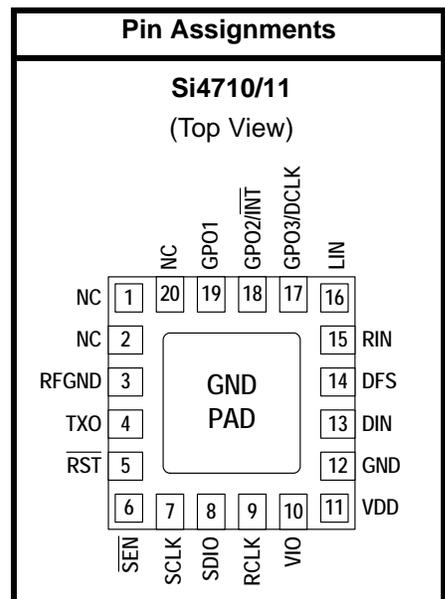 Pin Assignments
Si4710/11
(Top View)
NC
GPO1
GPO2/INT
GPO3/DCLK
LIN
NC 1 20 19 18 17 16
NC 2 15 RIN
RFGND 3 14 DFS
TXO 4 13 DIN
RST 5 12 GND
6 7 8 9 10 11 VDD
GND
PAD
SEN
SCLK
SDIO
RCLK
VIO